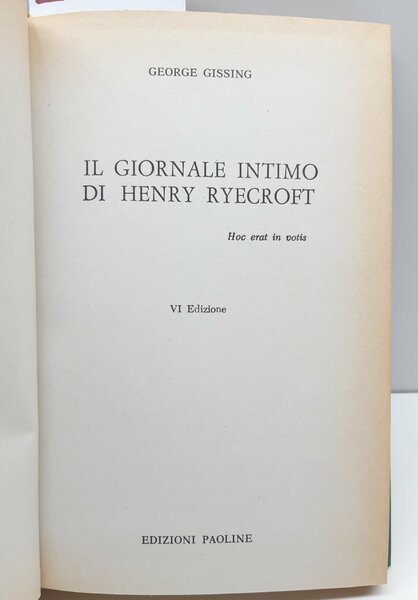 GEORGE GISSING
IL GIORNALE INTIMO
DI HENRY RYECROFT
Hoc erat in votis
VI Edizione
EDIZIONI PAOLINE